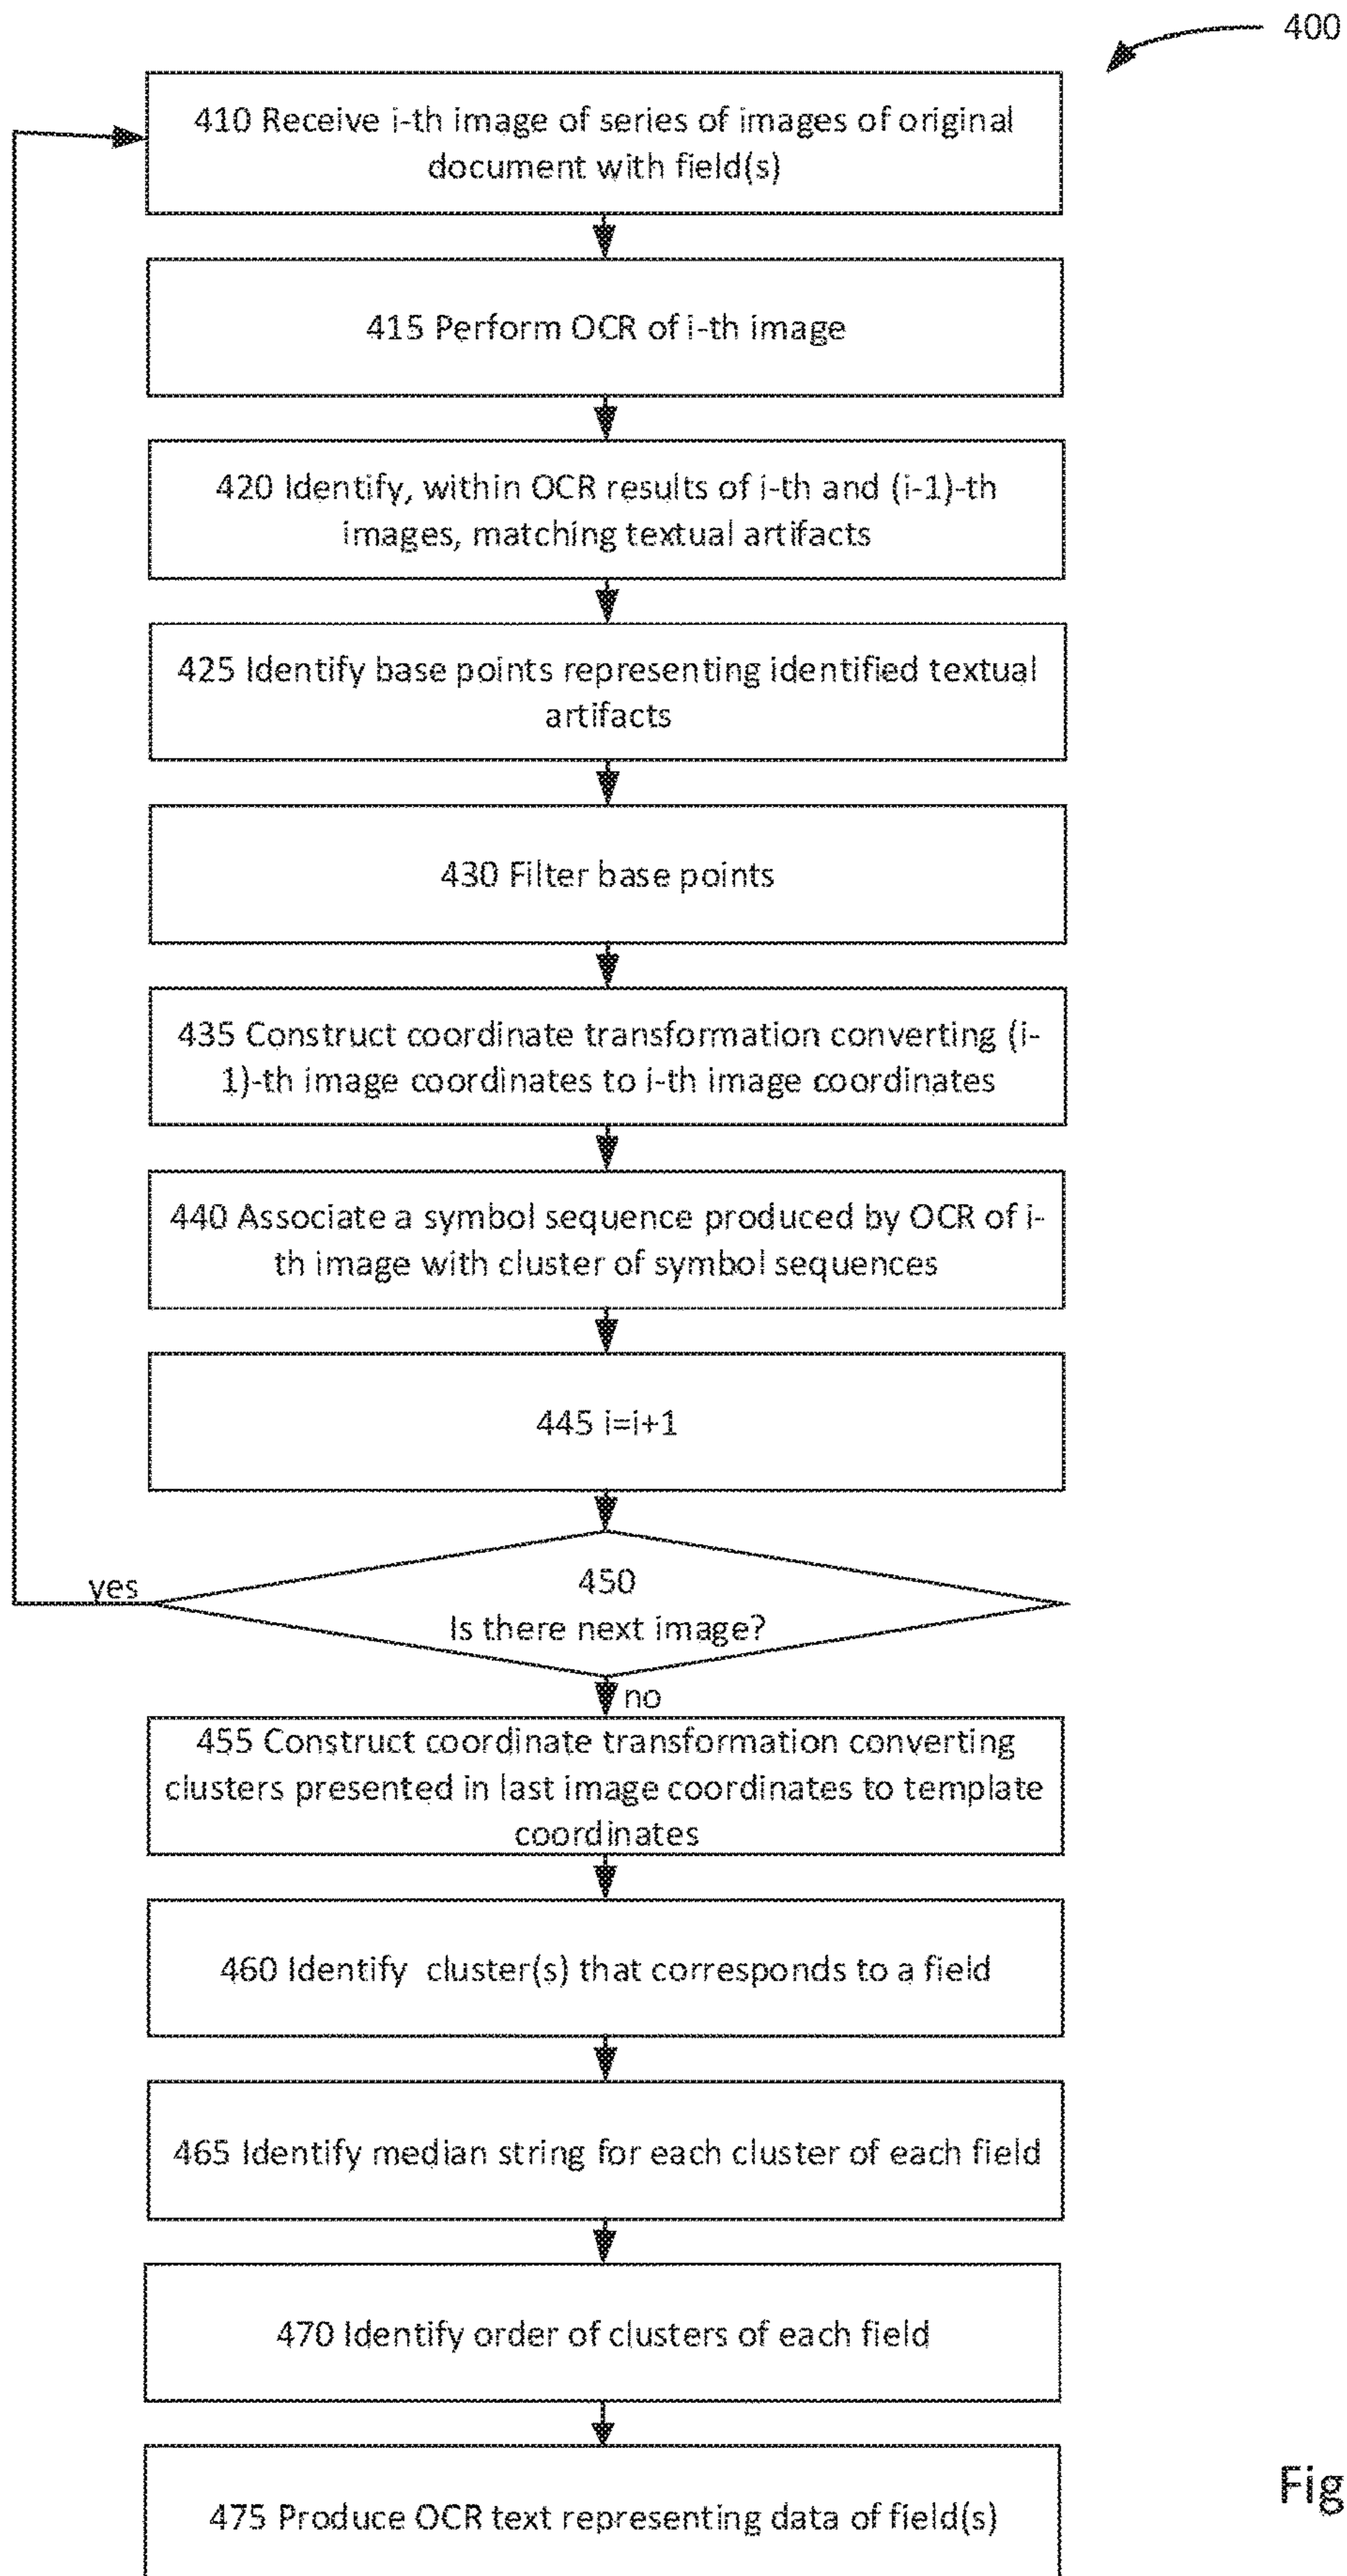 400
410 Receive i-th image of series of images of original
document with field(s)
415 Perform OCR of i-th image
420 Identify, within OCR results of i-th and (i-1)-th
images, matching textual artifacts
425 Identify base points representing identified textual
artifacts
430 Filter base points
435 Construct coordinate transformation converting (i-
1)-th image coordinates to i-th image coordinates
440 Associate a symbol sequence produced by OCR of i-
th image with cluster of symbol sequences
445 i=i+1
yes
450
Is there next image?
no
455 Construct coordinate transformation converting
clusters presented in last image coordinates to template
coordinates
460 Identify cluster(s) that corresponds to a field
465 Identify median string for each cluster of each field
470 Identify order of clusters of each field
Fig
475 Produce OCR text representing data of field(s)